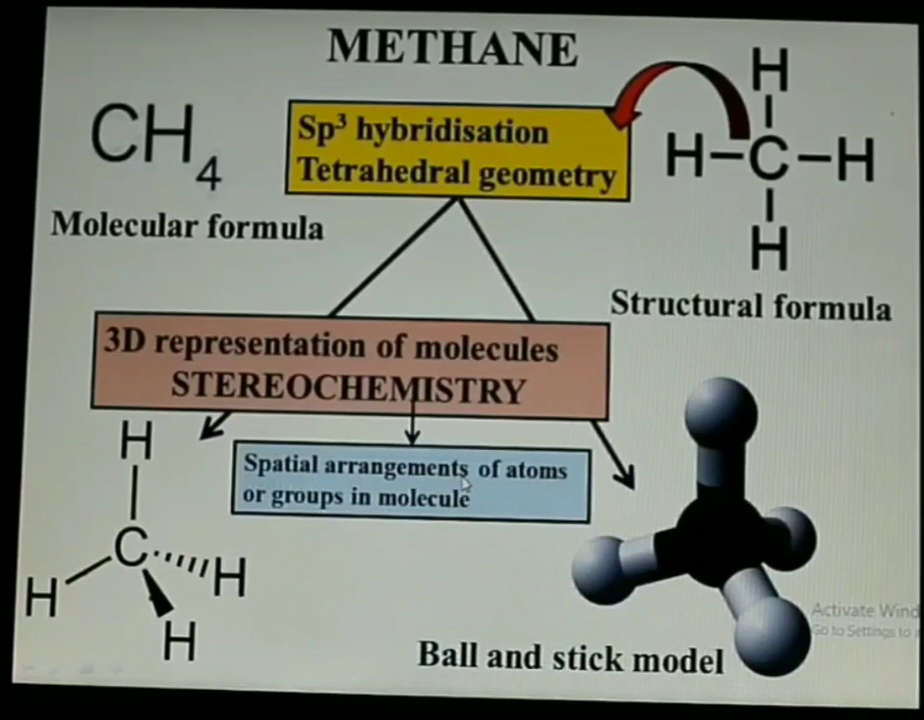 METHANE
CH4
Molecular formula
Sp³ hybridisation
Tetrahedral geometry
H
H-C-H
H
Structural formula
3D representation of molecules
STEREOCHEMISTRY
Spatial arrangements of atoms
or groups in molecule
H
C
H
H
H
Ball and stick model
Activate Wind
Go to Settings to